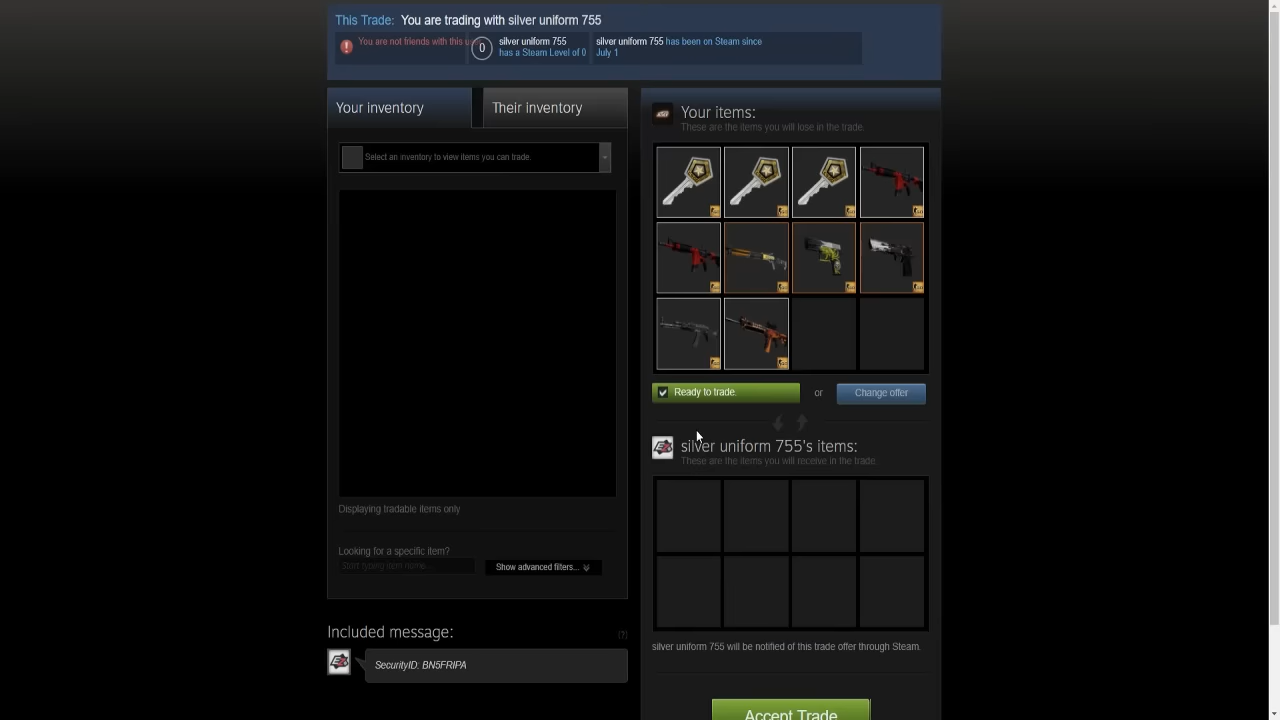 This Trade: You are trading with silver uniform 755
You are not friends with this
0
silver uniform 755
has a Steam Level of 0
silver uniform 755 has been on Steam since
July 1
Your inventory
Their inventory
Select an inventory to view items you can trade.
Displaying tradable items only
Looking for a specific item?
Start typing item name...
Show advanced filters...
Included message:
(?)
SecurityID: BN5FRIPA
Your items:
These are the items you will lose in the trade.
Ready to trade.
or
Change offer
silver uniform 755's items:
These are the items you will receive in the trade.
silver uniform 755 will be notified of this trade offer through Steam.
Accept Trade